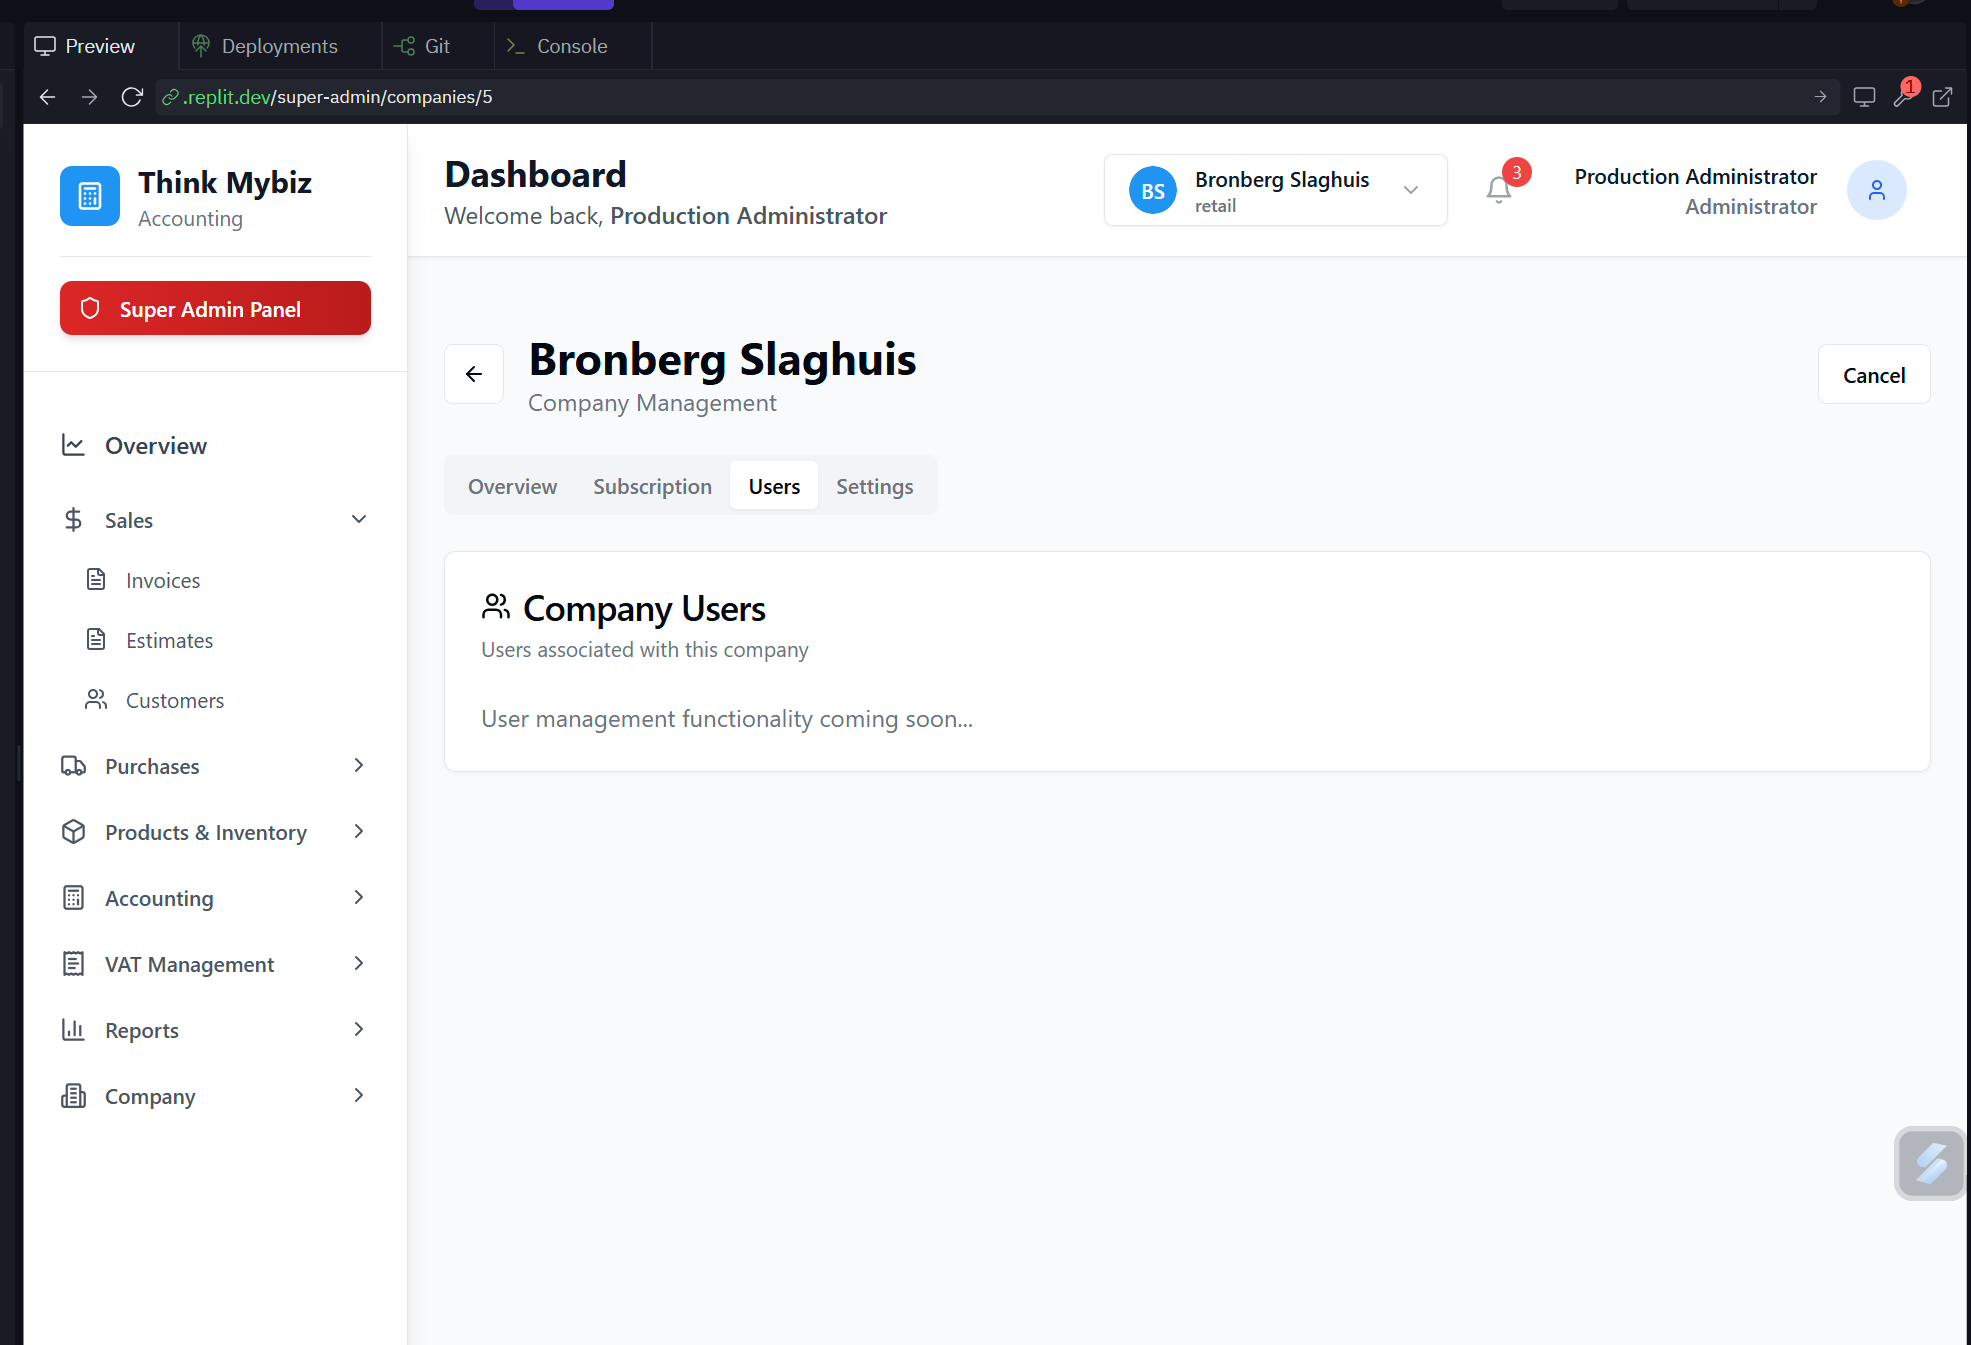 Preview
Deployments
Git
Console
.replit.dev/super-admin/companies/5
1
Think Mybiz
Accounting
Super Admin Panel
Overview
Sales
Invoices
Estimates
Customers
Purchases
Products & Inventory
Accounting
VAT Management
Reports
Company
Dashboard
Welcome back, Production Administrator
BS
Bronberg Slaghuis
retail
3
Production Administrator
Administrator
Bronberg Slaghuis
Company Management
Cancel
Overview
Subscription
Users
Settings
Company Users
Users associated with this company
User management functionality coming soon...